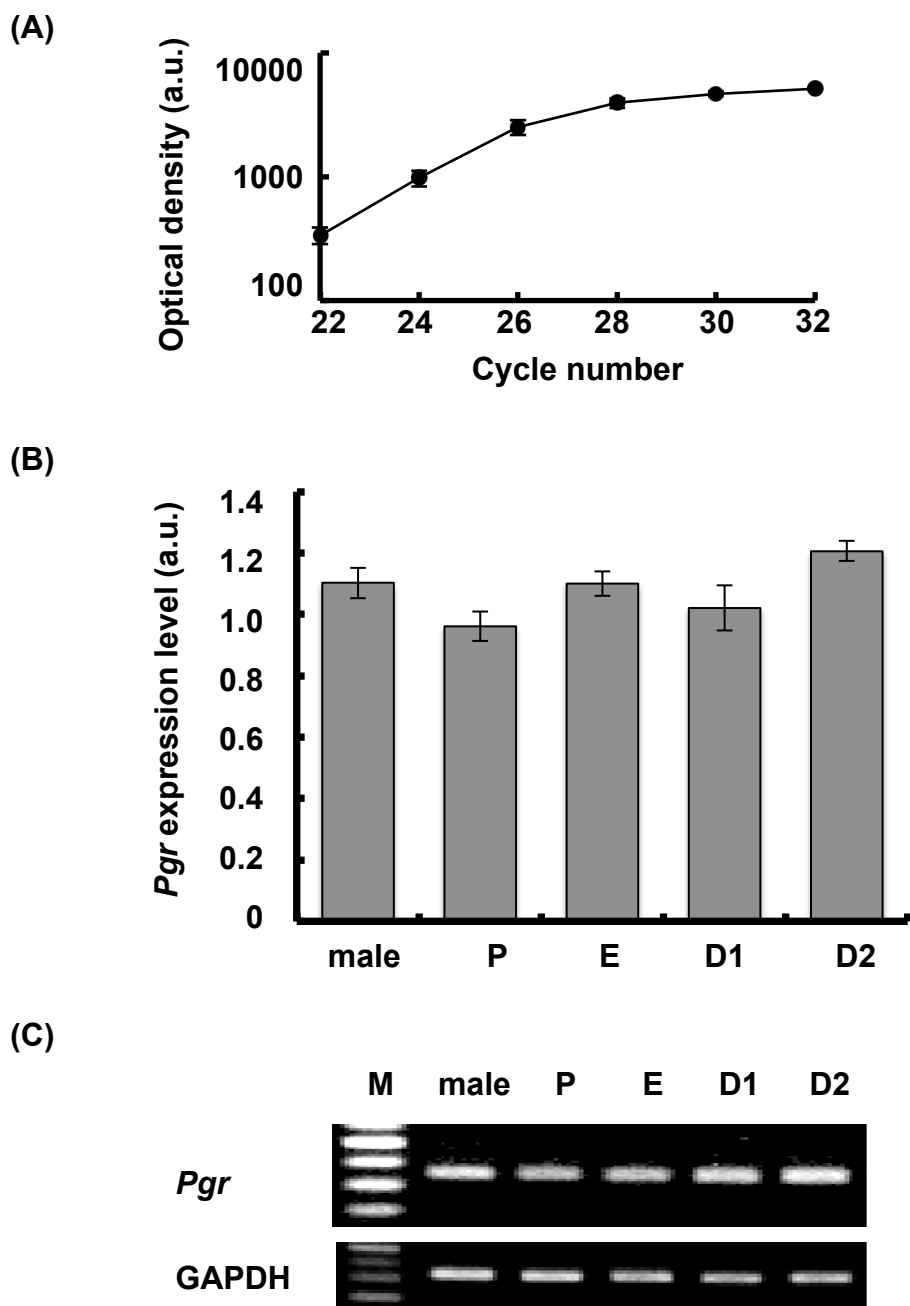 (A)
Optical density (a.u.)
10000
1000
100
22 24 26 28 30 32
Cycle number
(B)
Pgr expression level (a.u.)
1.4
1.2
1.0
0.8
0.6
0.4
0.2
0
male P E D1 D2
(C)
M male P E D1 D2
Pgr
GAPDH